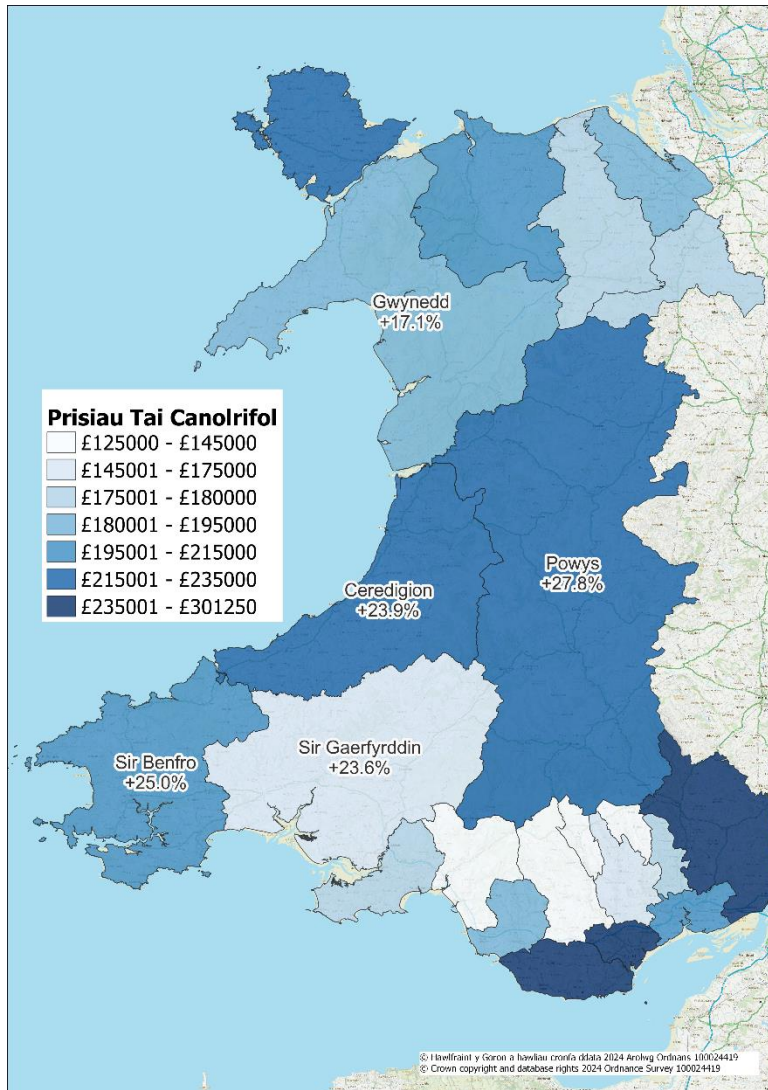 Gwynedd
+17.1%
Prisiau Tai Canolrifol
£125000 - £145000
£145001 - £175000
£175001 - £180000
£180001 - £195000
£195001 - £215000
£215001 - £235000
£235001 - £301250
Powys
+27.8%
Ceredigion
+23.9%
Sir Gaerfyrddin
+23.6%
Sir Benfro
+25.0%
© Hawlfraint y Goron a hawliau cronfa ddata 2024 Arolwg Ordnans 100024419
© Crown copyright and database rights 2024 Ordnance Survey 100024419